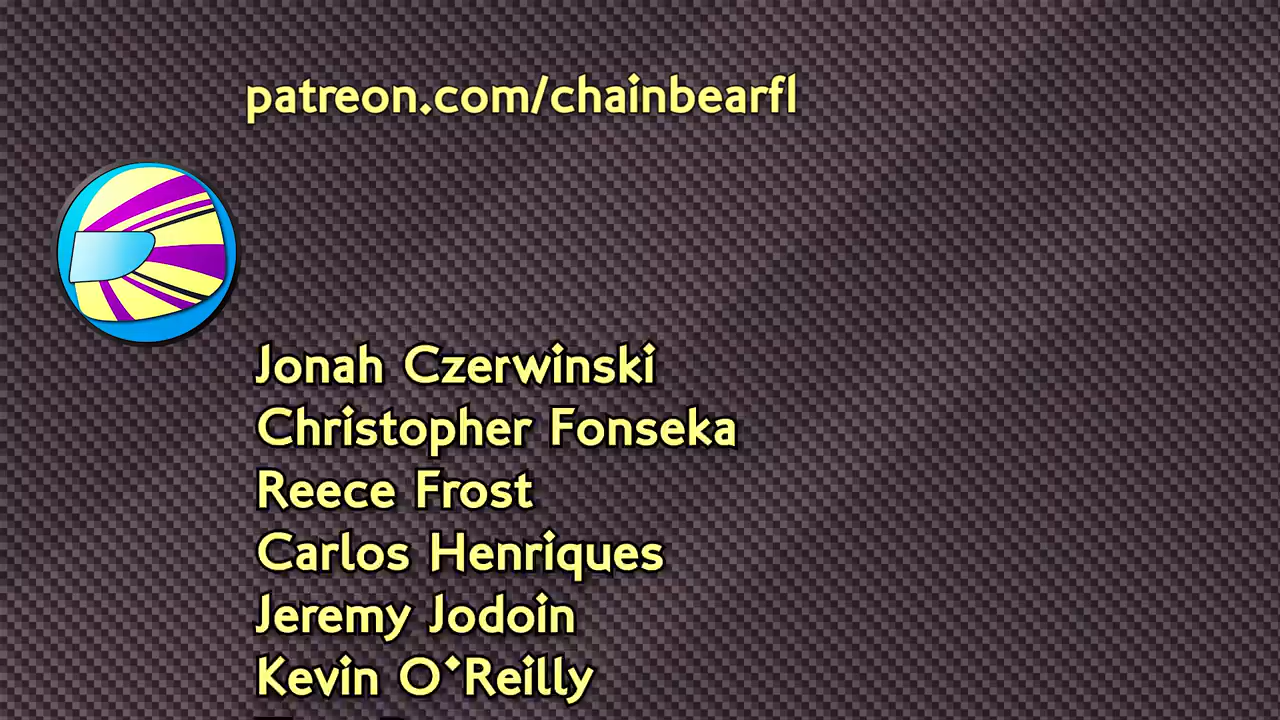 patreon.com/chainbearf1
Jonah Czerwinski
Christopher Fonseka
Reece Frost
Carlos Henriques
Jeremy Jodoin
Kevin O'Reilly